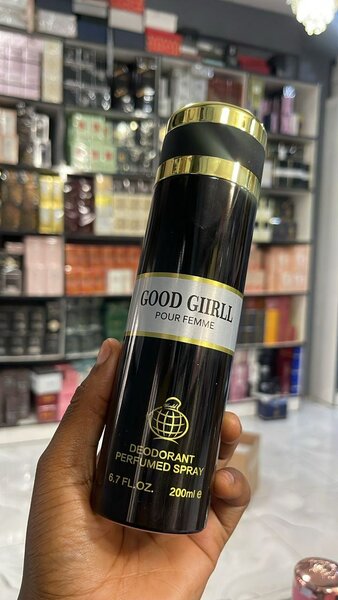 GOOD GIIRLL
POUR FEMME
DEODORANT
PERFUMED SPRAY
6.7 FL.OZ. 200ml e